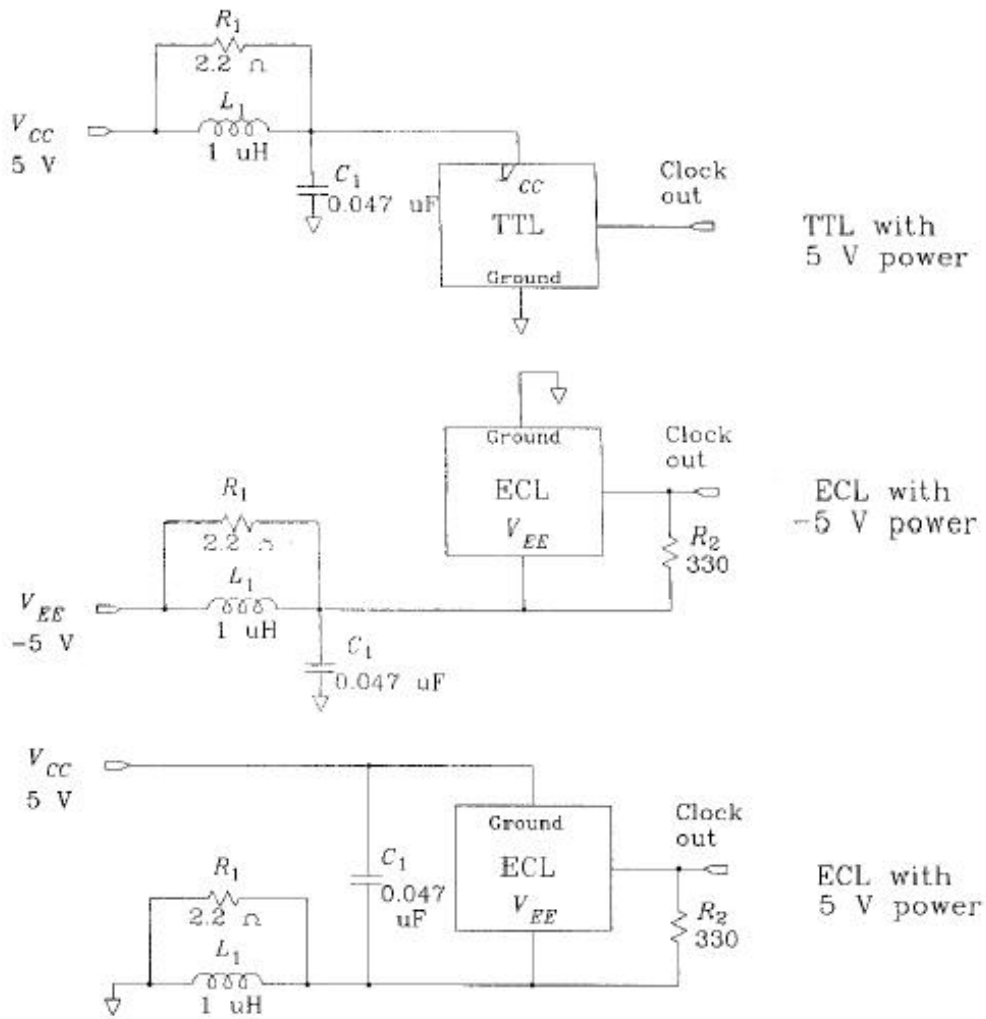 R1
2.2 Ω
L1
VCC
5 V
1 uH
C1
0.047 uF
VCC
TTL
Ground
Clock
out
TTL with
5 V power
Ground
ECL
VEE
Clock
out
ECL with
-5 V power
R1
2.2 Ω
R2
330
L1
VEE
-5 V
1 uH
C1
0.047 uF
VCC
5 V
Ground
ECL
VEE
Clock
out
C1
0.047
uF
ECL with
5 V power
R1
2.2 Ω
R2
330
L1
1 uH